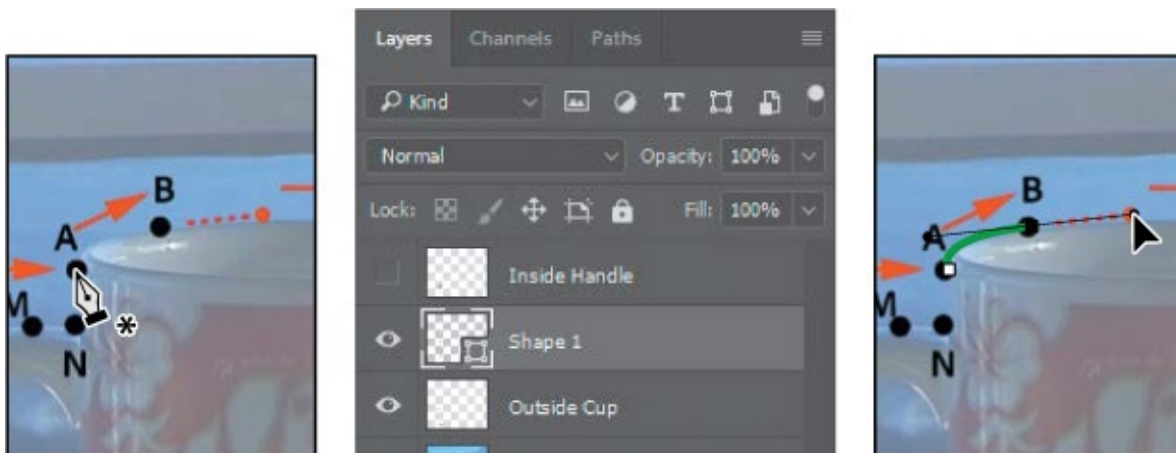 B
A
M
N
Layers Channels Paths
Kind T
Normal Opacity: 100%
Lock: Fill: 100%
Inside Handle
Shape 1
Outside Cup
B
A
M
N